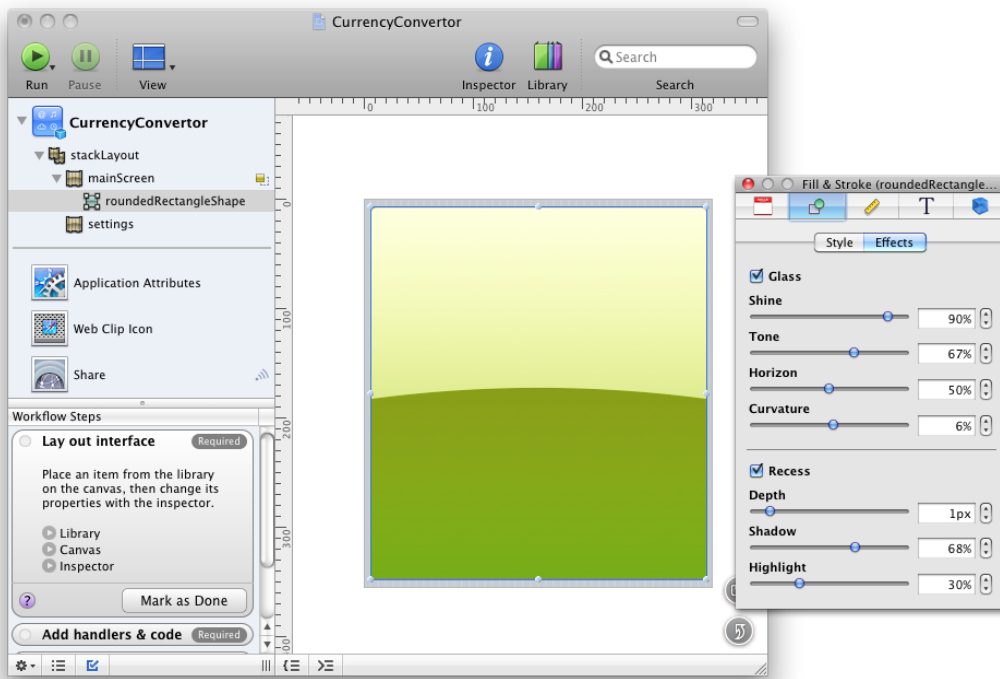 CurrencyConvertor
Run
Pause
View
Inspector
Library
Search
Search
CurrencyConvertor
stackLayout
mainScreen
roundedRectangleShape
settings
Application Attributes
Web Clip Icon
Share
Workflow Steps
Lay out interface Required
Place an item from the library
on the canvas, then change its
properties with the inspector.
Library
Canvas
Inspector
? Mark as Done
Add handlers & code Required
0 100 200 300
0
100
200
300
Fill & Stroke (roundedRectangle...
T
Style Effects
Glass
Shine
90%
Tone
67%
Horizon
50%
Curvature
6%
Recess
Depth
1px
Shadow
68%
Highlight
30%